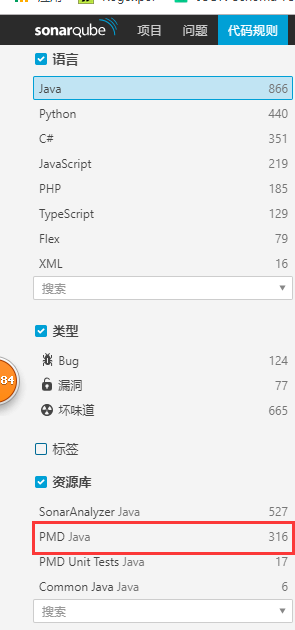 sonarqube 项目 问题 代码规则
语言
Java 866
Python 440
C# 351
JavaScript 219
PHP 185
TypeScript 129
Flex 79
XML 16
搜索
类型
Bug 124
漏洞 77
坏味道 665
84
标签
资源库
SonarAnalyzer Java 527
PMD Java 316
PMD Unit Tests Java 17
Common Java Java 6
搜索